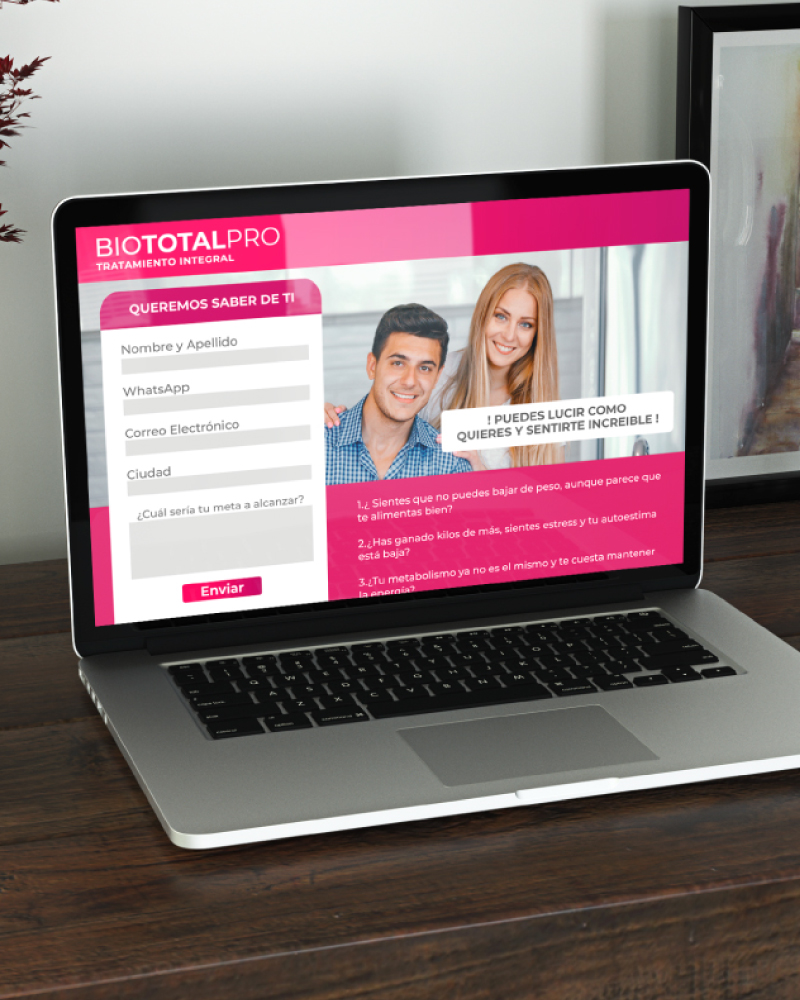 BIOTOTALPRO
TRATAMIENTO INTEGRAL
QUEREMOS SABER DE TI
Nombre y Apellido
WhatsApp
Correo Electrónico
Ciudad
¿Cuál sería tu meta a alcanzar?
Enviar
! PUEDES LUCIR COMO
QUIERES Y SENTIRTE INCREIBLE !
1.¿ Sientes que no puedes bajar de peso, aunque parece que
te alimentas bien?
2.¿Has ganado kilos de más, sientes estress y tu autoestima
está baja?
3.¿Tu metabolismo ya no es el mismo y te cuesta mantener
la energía?